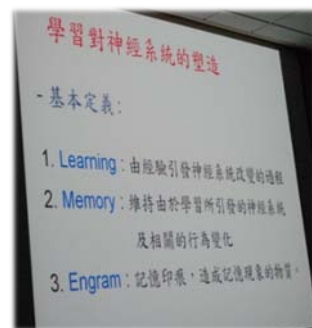 學習對神經系統的塑造
- 基本定義：
1. Learning：由經驗引發神經系統改變的過程
2. Memory：維持由於學習所引發的神經系統
及相關的行為變化
3. Engram：記憶印痕，造成記憶現象的物質。